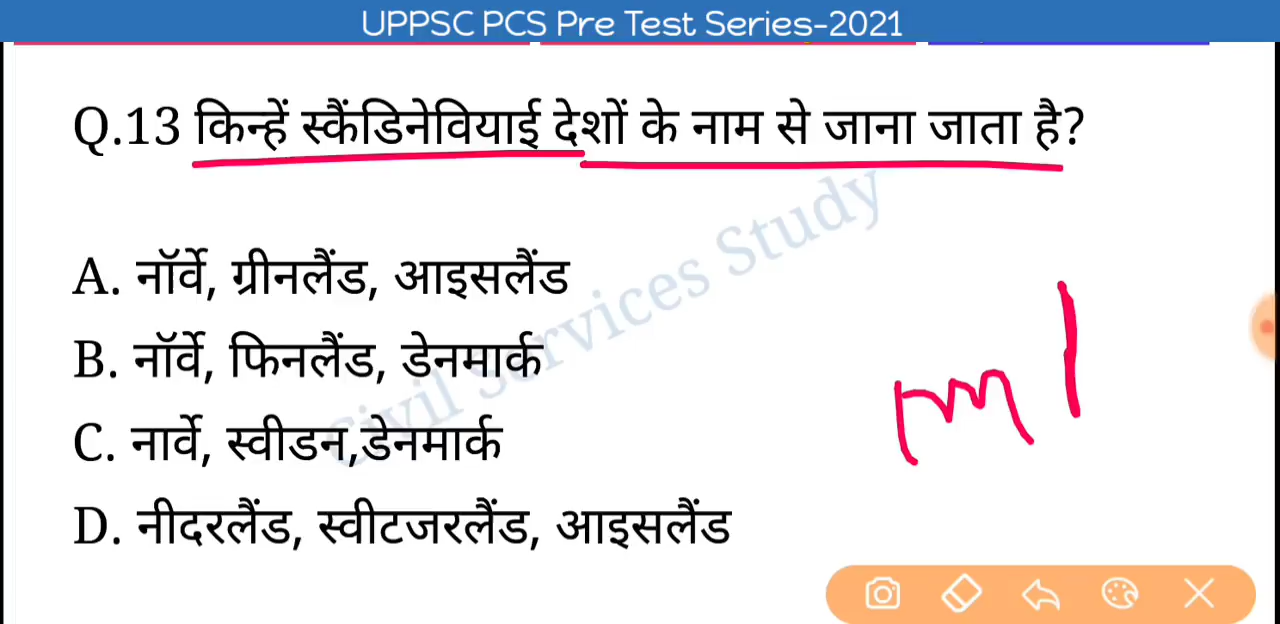 UPPSC PCS Pre Test Series-2021
Q.13 किन्हें स्कैंडिनेवियाई देशों के नाम से जाना जाता है?
A. नॉर्वे, ग्रीनलैंड, आइसलैंड
B. नॉर्वे, फिनलैंड, डेनमार्क
C. नार्वे, स्वीडन,डेनमार्क
D. नीदरलैंड, स्वीटजरलैंड, आइसलैंड
Civil Services Study